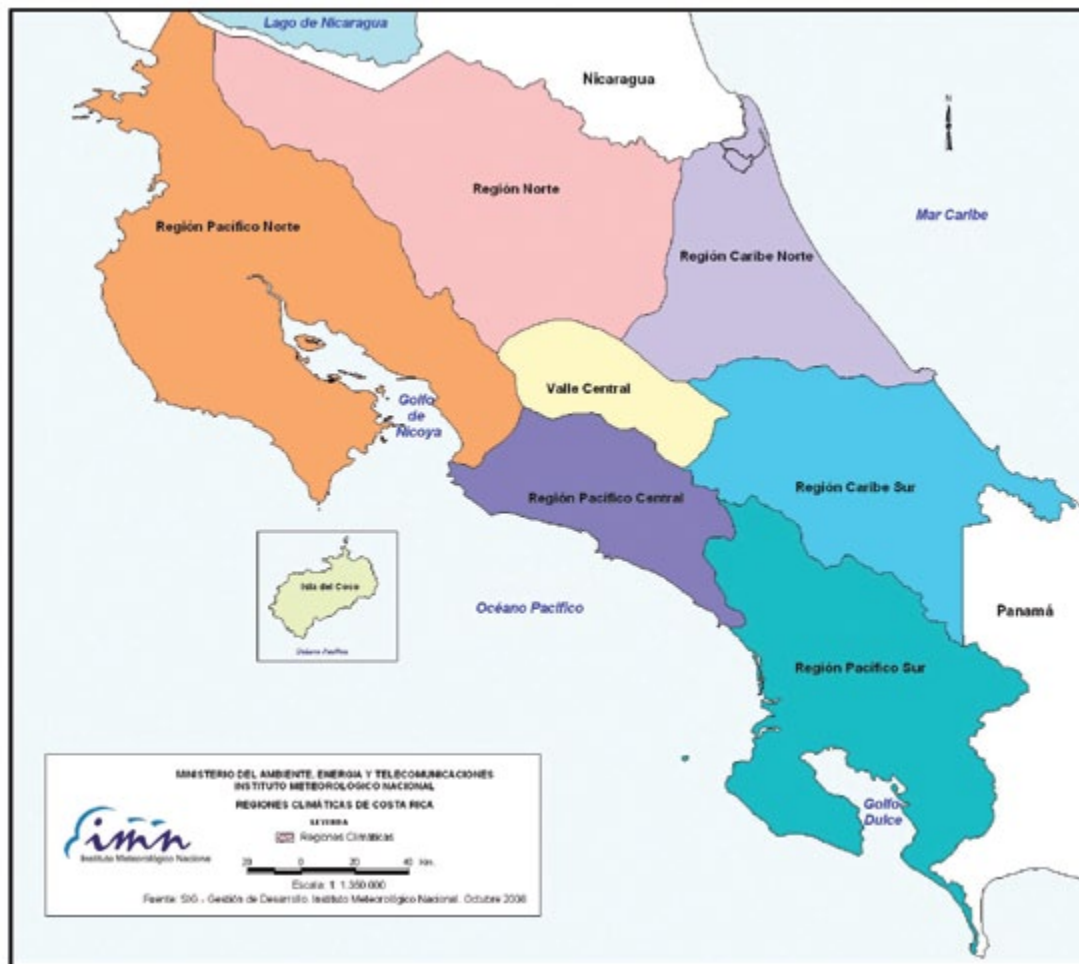 Lago de Nicaragua
Nicaragua
N
Región Norte
Mar Caribe
Región Pacífico Norte
Región Caribe Norte
Valle Central
Golfo
de
Nicoya
Región Caribe Sur
Región Pacífico Central
Isla del Coco
Océano Pacífico
Océano Pacífico
Panamá
Región Pacífico Sur
Golfo
Dulce
MINISTERIO DEL AMBIENTE, ENERGIA Y TELECOMUNICACIONES
INSTITUTO METEOROLOGICO NACIONAL
REGIONES CLIMÁTICAS DE COSTA RICA
LEYENDA
Regiones Climáticas
imn
Instituto Meteorológico Nacional
20 0 20 40 Km.
Escala: 1: 1.350.000
Fuente: SIG - Gestión de Desarrollo. Instituto Meteorológico Nacional. Octubre 2008